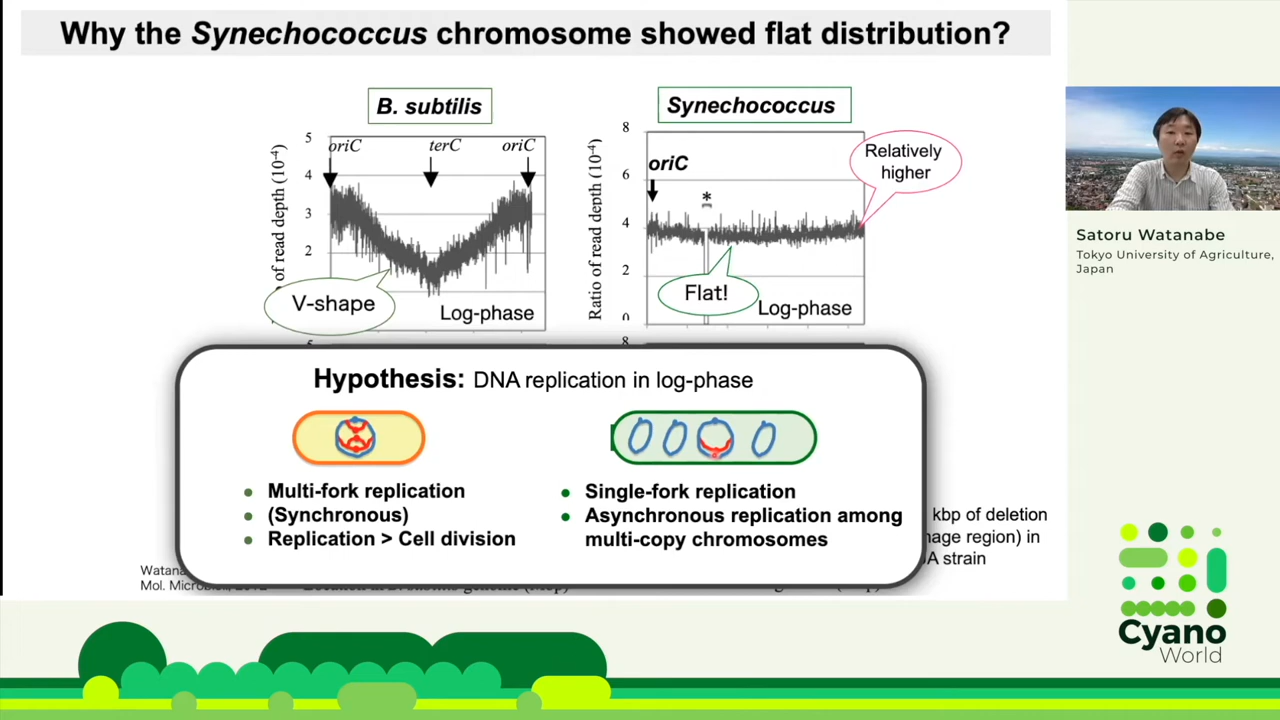 Why the Synechococcus chromosome showed flat distribution?
B. subtilis
5
4
3
2
of read depth (10-4)
oriC
terC
oriC
V-shape
Log-phase
Synechococcus
8
6
4
2
0
Ratio of read depth (10-4)
oriC
*
Relatively
higher
Flat!
Log-phase
8
Hypothesis: DNA replication in log-phase
• Multi-fork replication
• (Synchronous)
• Replication > Cell division
• Single-fork replication
• Asynchronous replication among
multi-copy chromosomes
kbp of deletion
region) in
strain
Mol.
Satoru Watanabe
Tokyo University of Agriculture,
Japan
Cyano
World